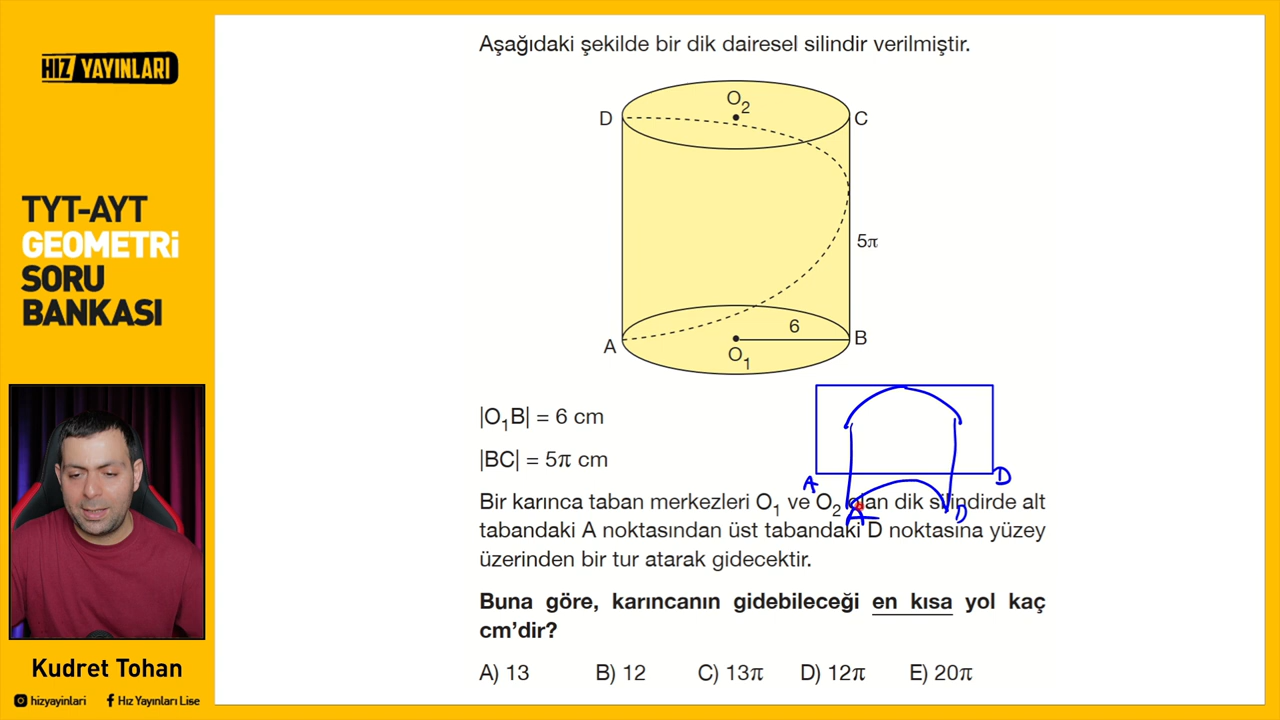 HIZ YAYINLARI
TYT-AYT
GEOMETRİ
SORU
BANKASI
Kudret Tohan
hizyayinlari
Hız Yayınları Lise
Aşağıdaki şekilde bir dik dairesel silindir verilmiştir.
O₂
D
C
5π
6
A
B
O₁
|O₁B| = 6 cm
|BC| = 5π cm
A
D
A
D
Bir karınca taban merkezleri O₁ ve O₂ olan dik silindirde alt
tabandaki A noktasından üst tabandaki D noktasına yüzey
üzerinden bir tur atarak gidecektir.
Buna göre, karıncanın gidebileceği en kısa yol kaç
cm'dir?
A) 13 B) 12 C) 13π D) 12π E) 20π